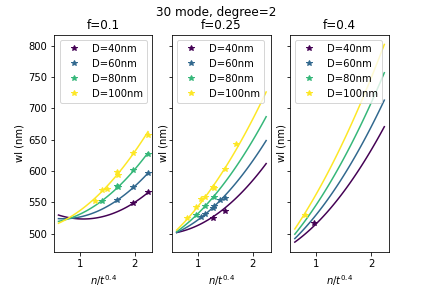 30 mode, degree=2
f=0.1
f=0.25
f=0.4
wl (nm)
800
750
700
650
600
550
500
D=40nm
D=60nm
D=80nm
D=100nm
1
2
n/t^0.4
wl (nm)
D=40nm
D=60nm
D=80nm
D=100nm
1
2
n/t^0.4
wl (nm)
D=40nm
D=60nm
D=80nm
D=100nm
1
2
n/t^0.4